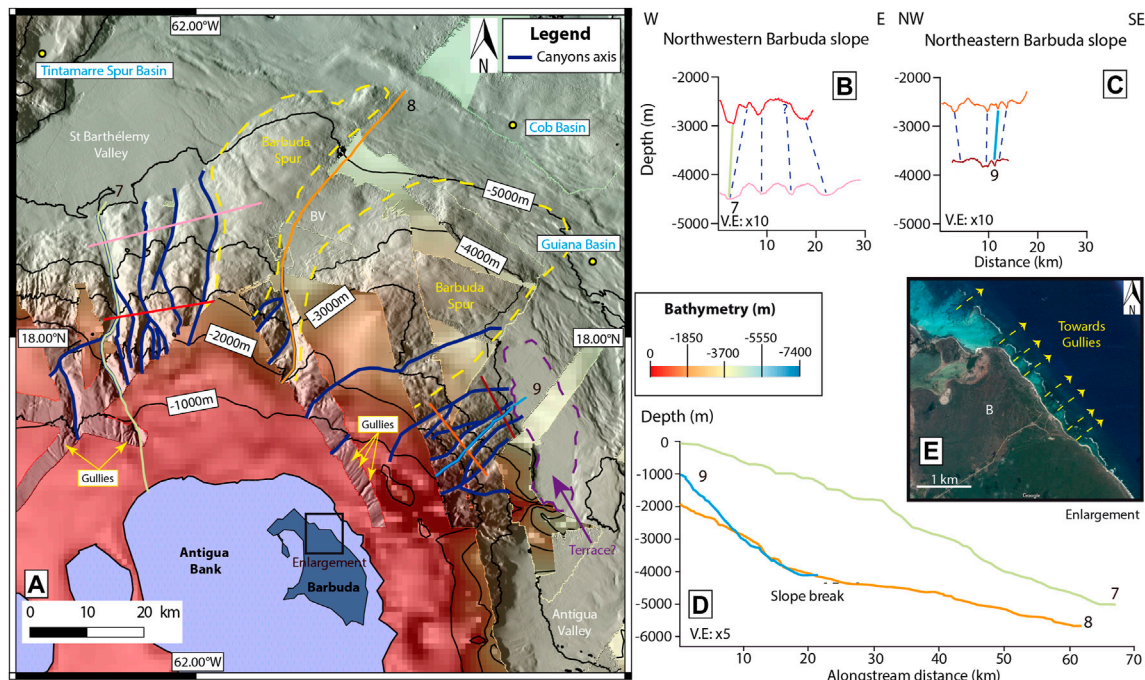 62.00°W
Legend
Canyons axis
N
Tintamarre Spur Basin
8
St Barthélemy
Valley
Cob Basin
Barbuda
Spur
7
-5000m
BV
Guiana Basin
-4000m
Barbuda
Spur
-3000m
18.00°N
18.00°N
-2000m
9
-1000m
Gullies
Gullies
Antigua
Bank
Enlargement
Barbuda
Terrace?
Antigua
Valley
A
0 10 20 km
62.00°W
W E
Northwestern Barbuda slope
B
-2000
-3000
-4000
-5000
Depth (m)
?
7
V.E: x10
10 20 30
NW SE
Northeastern Barbuda slope
C
-2000
-3000
-4000
-5000
9
V.E: x10
0 10 20 30
Distance (km)
Bathymetry (m)
-1850 -5550
0 -3700 -7400
N
Towards
Gullies
B
E
1 km
Google
Enlargement
Depth (m)
0
-1000
-2000
-3000
-4000
-5000
-6000
9
Slope break
7
8
D
V.E: x5
10 20 30 40 50 60 70
Alongstream distance (km)